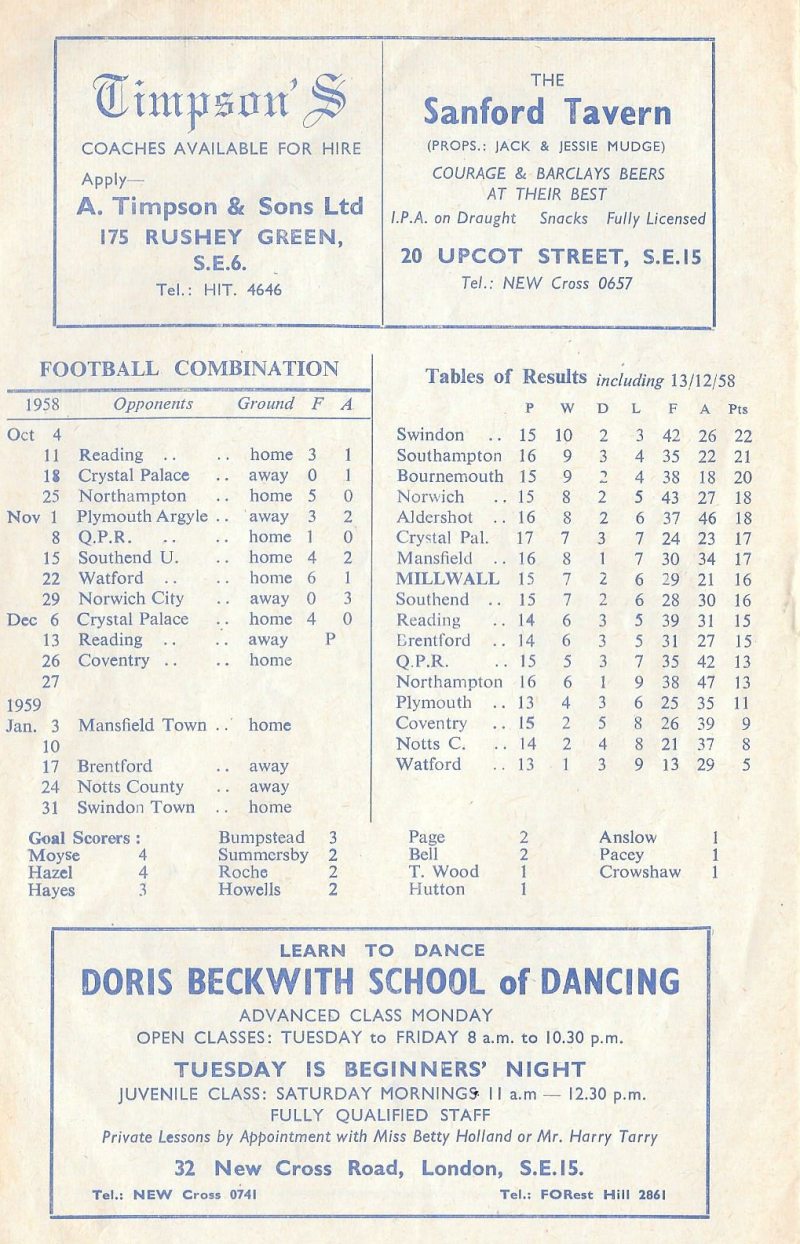 Timpson'S
COACHES AVAILABLE FOR HIRE
Apply—
A. Timpson & Sons Ltd
175 RUSHEY GREEN,
S.E.6.
Tel.: HIT. 4646
THE
Sanford Tavern
(PROPS.: JACK & JESSIE MUDGE)
COURAGE & BARCLAYS BEERS
AT THEIR BEST
I.P.A. on Draught Snacks Fully Licensed
20 UPCOT STREET, S.E.15
Tel.: NEW Cross 0657
FOOTBALL COMBINATION
1958 Opponents Ground F A
Oct 4
11 Reading .. .. home 3 1
18 Crystal Palace .. away 0 1
25 Northampton .. home 5 0
Nov 1 Plymouth Argyle .. away 3 2
8 Q.P.R. .. .. home 1 0
15 Southend U. .. home 4 2
22 Watford .. .. home 6 1
29 Norwich City .. away 0 3
Dec 6 Crystal Palace .. home 4 0
13 Reading .. .. away P
26 Coventry .. .. home
27
1959
Jan. 3 Mansfield Town .. home
10
17 Brentford .. away
24 Notts County .. away
31 Swindon Town .. home
Tables of Results including 13/12/58
P W D L F A Pts
Swindon .. 15 10 2 3 42 26 22
Southampton 16 9 3 4 35 22 21
Bournemouth 15 9 2 4 38 18 20
Norwich .. 15 8 2 5 43 27 18
Aldershot .. 16 8 2 6 37 46 18
Crystal Pal. 17 7 3 7 24 23 17
Mansfield .. 16 8 1 7 30 34 17
MILLWALL 15 7 2 6 29 21 16
Southend .. 15 7 2 6 28 30 16
Reading .. 14 6 3 5 39 31 15
Brentford .. 14 6 3 5 31 27 15
Q.P.R. .. 15 5 3 7 35 42 13
Northampton 16 6 1 9 38 47 13
Plymouth .. 13 4 3 6 25 35 11
Coventry .. 15 2 5 8 26 39 9
Notts C. .. 14 2 4 8 21 37 8
Watford .. 13 1 3 9 13 29 5
Goal Scorers : Bumpstead 3 Page 2 Anslow 1
Moyse 4 Summersby 2 Bell 2 Pacey 1
Hazel 4 Roche 2 T. Wood 1 Crowshaw 1
Hayes 3 Howells 2 Hutton 1
LEARN TO DANCE
DORIS BECKWITH SCHOOL of DANCING
ADVANCED CLASS MONDAY
OPEN CLASSES: TUESDAY to FRIDAY 8 a.m. to 10.30 p.m.
TUESDAY IS BEGINNERS' NIGHT
JUVENILE CLASS: SATURDAY MORNINGS 11 a.m — 12.30 p.m.
FULLY QUALIFIED STAFF
Private Lessons by Appointment with Miss Betty Holland or Mr. Harry Tarry
32 New Cross Road, London, S.E.15.
Tel.: NEW Cross 0741 Tel.: FORest Hill 2861